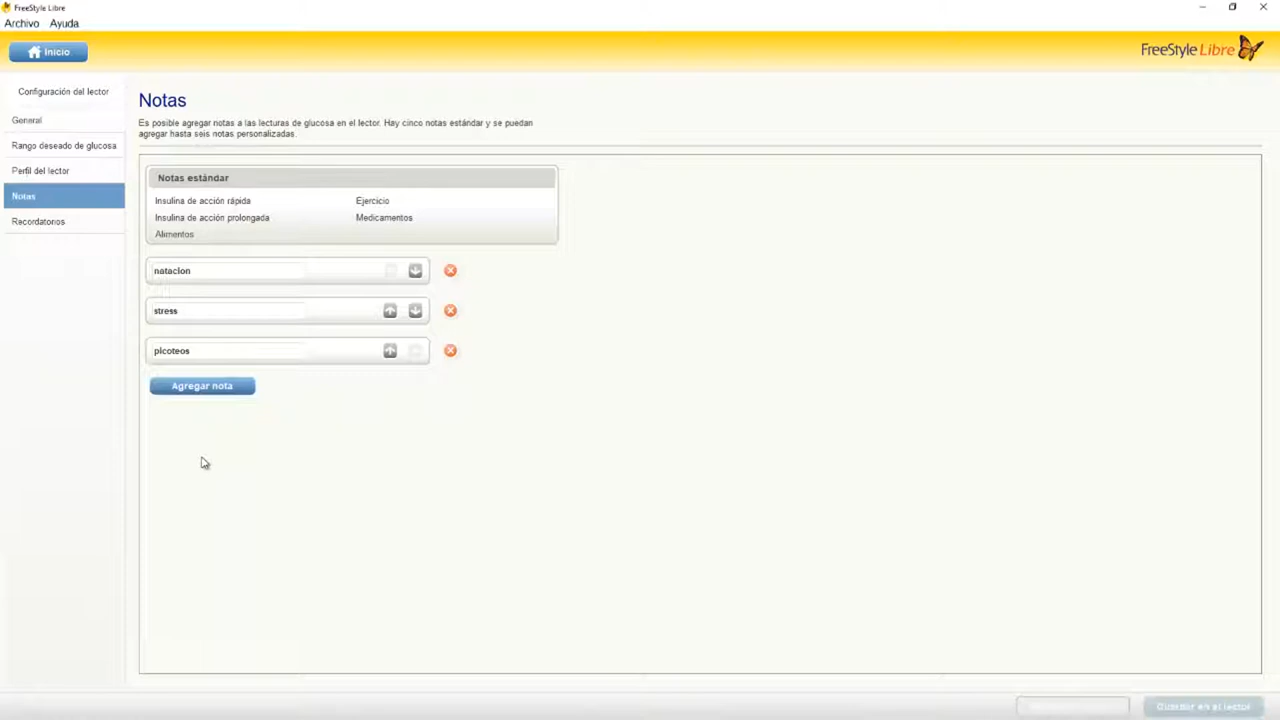 FreeStyle Libre
Archivo Ayuda
Inicio
FreeStyle Libre
Configuración del lector
General
Rango deseado de glucosa
Perfil del lector
Notas
Recordatorios
Notas
Es posible agregar notas a las lecturas de glucosa en el lector. Hay cinco notas estándar y se puedan
agregar hasta seis notas personalizadas.
Notas estándar
Insulina de acción rápida Ejercicio
Insulina de acción prolongada Medicamentos
Alimentos
natacion
stress
picoteos
Agregar nota
en el lector